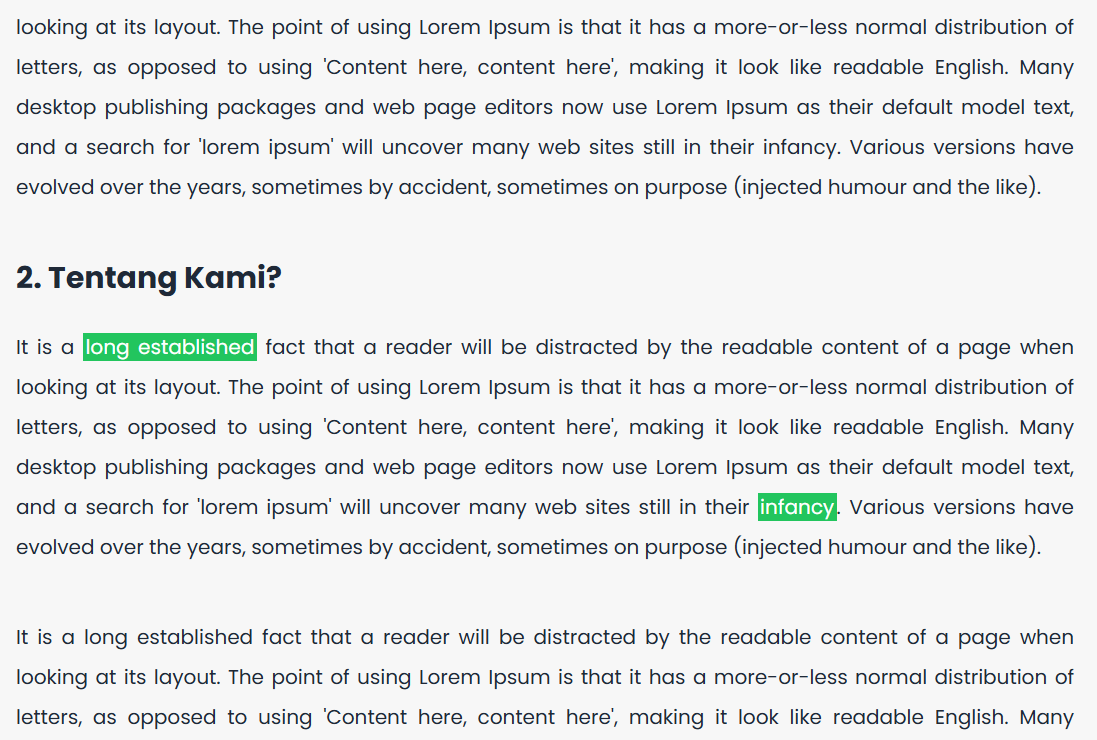 looking at its layout. The point of using Lorem Ipsum is that it has a more-or-less normal distribution of
letters, as opposed to using 'Content here, content here', making it look like readable English. Many
desktop publishing packages and web page editors now use Lorem Ipsum as their default model text,
and a search for 'lorem ipsum' will uncover many web sites still in their infancy. Various versions have
evolved over the years, sometimes by accident, sometimes on purpose (injected humour and the like).
2. Tentang Kami?
It is a long established fact that a reader will be distracted by the readable content of a page when
looking at its layout. The point of using Lorem Ipsum is that it has a more-or-less normal distribution of
letters, as opposed to using 'Content here, content here', making it look like readable English. Many
desktop publishing packages and web page editors now use Lorem Ipsum as their default model text,
and a search for 'lorem ipsum' will uncover many web sites still in their infancy. Various versions have
evolved over the years, sometimes by accident, sometimes on purpose (injected humour and the like).
It is a long established fact that a reader will be distracted by the readable content of a page when
looking at its layout. The point of using Lorem Ipsum is that it has a more-or-less normal distribution of
letters, as opposed to using 'Content here, content here', making it look like readable English. Many